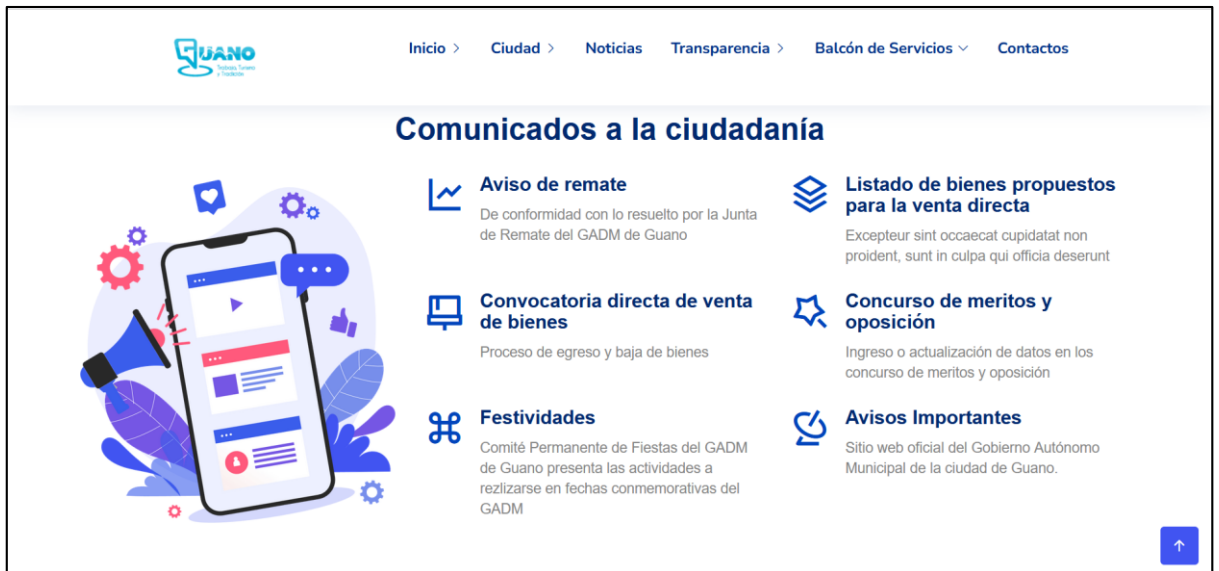 GUANO
Inicio
Ciudad
Noticias
Transparencia
Balcón de Servicios
Contactos
Comunicados a la ciudadanía
Aviso de remate
De conformidad con lo resuelto por la Junta
de Remate del GADM de Guano
Listado de bienes propuestos
para la venta directa
Excepteur sint occaecat cupidatat non
proident, sunt in culpa qui officia deserunt
Convocatoria directa de venta
de bienes
Proceso de egreso y baja de bienes
Concurso de meritos y
oposición
Ingreso o actualización de datos en los
concurso de meritos y oposición
Festividades
Comité Permanente de Fiestas del GADM
de Guano presenta las actividades a
rezlizarse en fechas conmemorativas del
GADM
Avisos Importantes
Sitio web oficial del Gobierno Autónomo
Municipal de la ciudad de Guano.